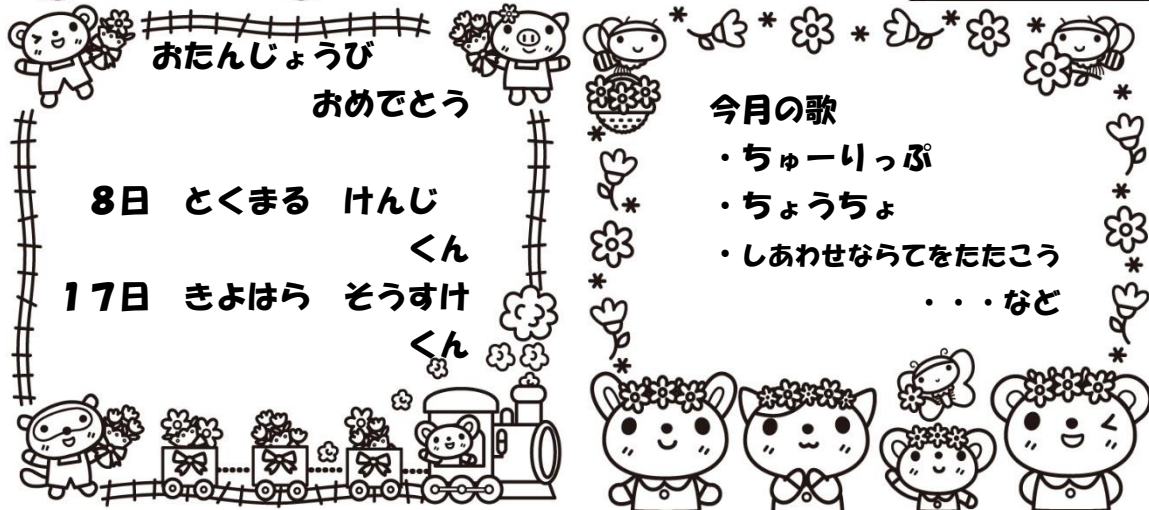 おたんじょうび
おめでとう
8日 とくまる けんじ
くん
17日 きよはら そうすけ
くん
今月の歌
・ちゅーりっぷ
・ちょうちょ
・しあわせならてをたたこう
・・・など